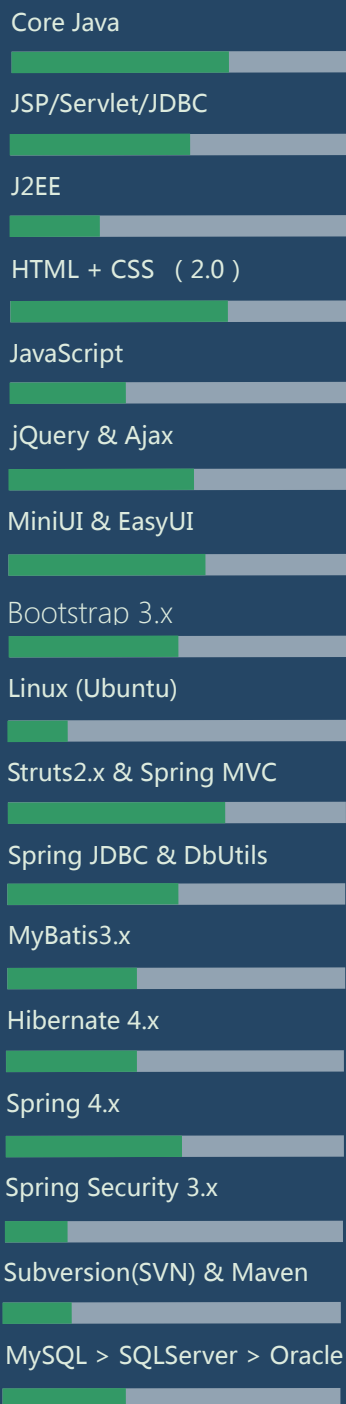 Core Java
JSP/Servlet/JDBC
J2EE
HTML + CSS ( 2.0 )
JavaScript
jQuery & Ajax
MiniUI & EasyUI
Bootstrap 3.x
Linux (Ubuntu)
Struts2.x & Spring MVC
Spring JDBC & DbUtils
MyBatis3.x
Hibernate 4.x
Spring 4.x
Spring Security 3.x
Subversion(SVN) & Maven
MySQL > SQLServer > Oracle